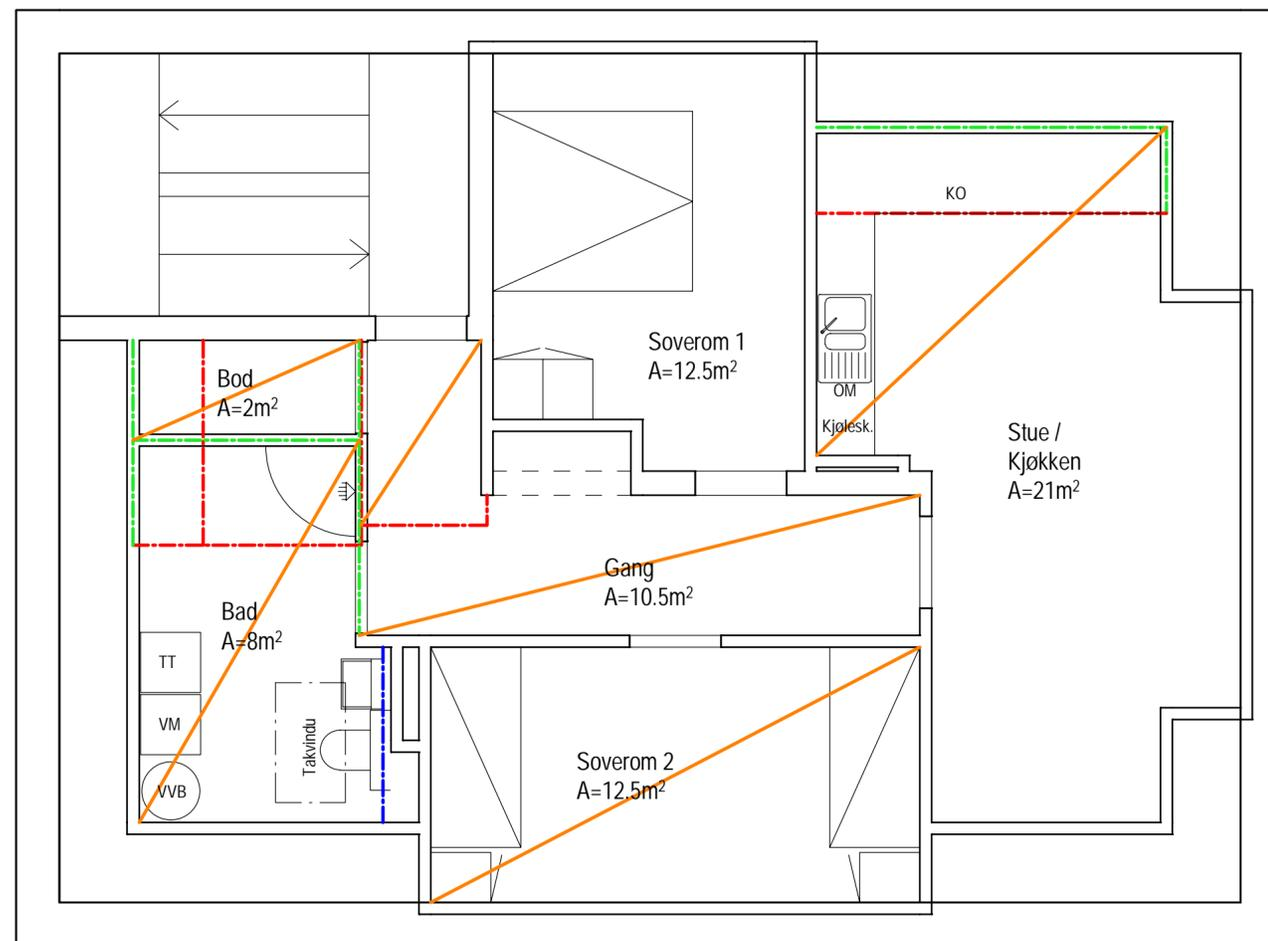 KO
Soverom 1
A=12.5m²
Bod
A=2m²
OM
Kjølesk.
Stue /
Kjøkken
A=21m²
Gang
A=10.5m²
Bad
A=8m²
TT
VM
VVB
Takvindu
Soverom 2
A=12.5m²